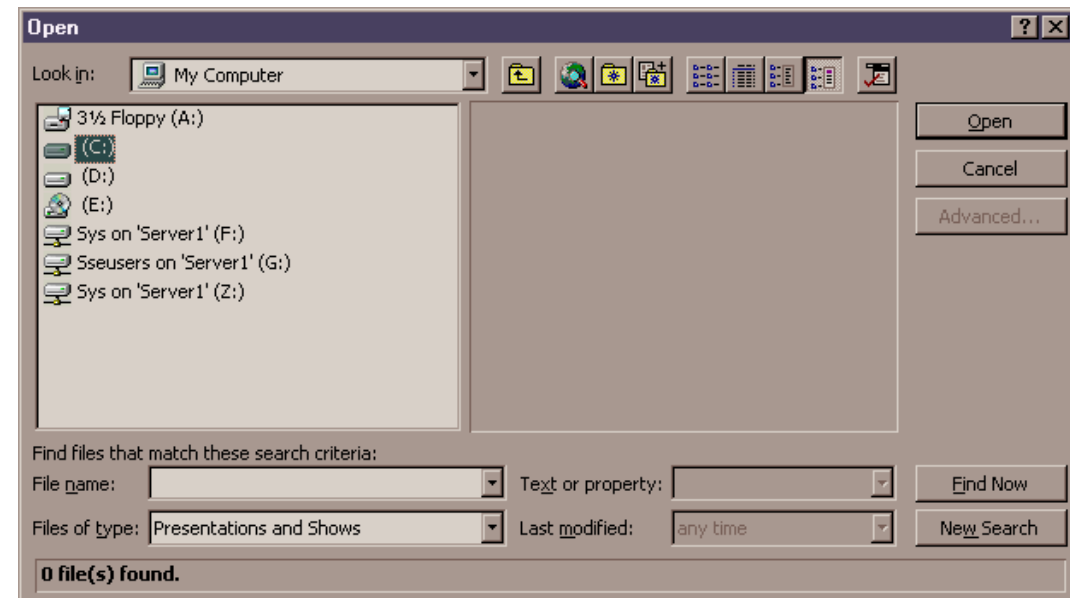 Open
Look in: My Computer
3½ Floppy (A:)
(C:)
(D:)
(E:)
Sys on 'Server1' (F:)
Sseusers on 'Server1' (G:)
Sys on 'Server1' (Z:)
Open
Cancel
Advanced...
Find files that match these search criteria:
File name: Text or property: Find Now
Files of type: Presentations and Shows Last modified: any time New Search
0 file(s) found.